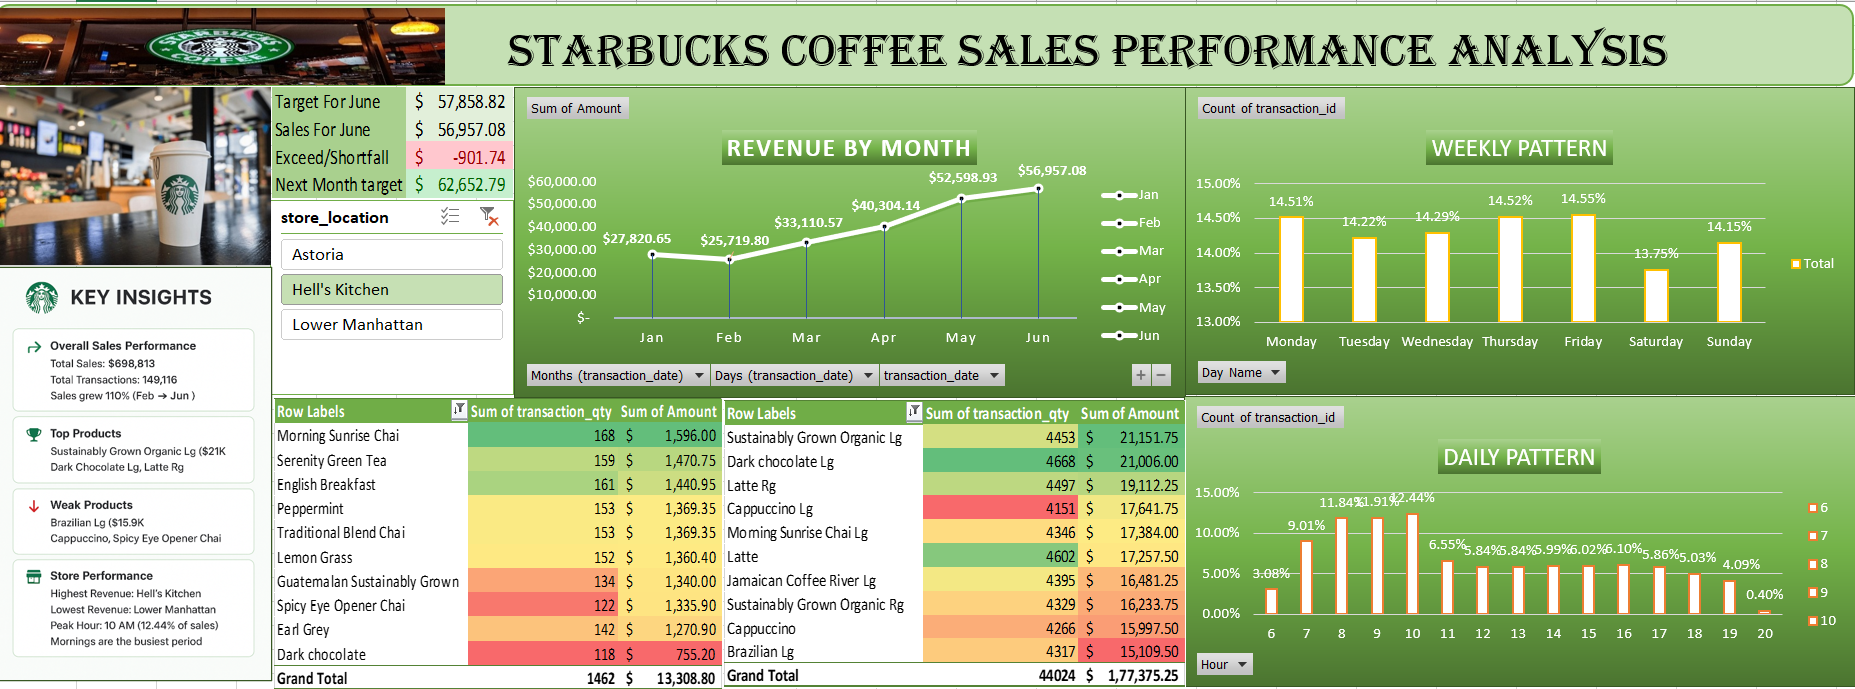 STARBUCKS COFFEE
STARBUCKS COFFEE SALES PERFORMANCE ANALYSIS
Target For June $ 57,858.82
Sales For June $ 56,957.08
Exceed/Shortfall $ -901.74
Next Month target $ 62,652.79
store_location
Astoria
Hell's Kitchen
Lower Manhattan
KEY INSIGHTS
Overall Sales Performance
Total Sales: $698,813
Total Transactions: 149,116
Sales grew 110% (Feb → Jun )
Top Products
Sustainably Grown Organic Lg ($21K
Dark Chocolate Lg, Latte Rg
Weak Products
Brazilian Lg ($15.9K
Cappuccino, Spicy Eye Opener Chai
Store Performance
Highest Revenue: Hell's Kitchen
Lowest Revenue: Lower Manhattan
Peak Hour: 10 AM (12.44% of sales)
Mornings are the busiest period
Sum of Amount
REVENUE BY MONTH
$60,000.00
$50,000.00
$40,000.00
$30,000.00
$20,000.00
$10,000.00
$-
$27,820.65
$25,719.80
$33,110.57
$40,304.14
$52,598.93
$56,957.08
Jan Feb Mar Apr May Jun
Jan
Feb
Mar
Apr
May
Jun
Months (transaction_date) Days (transaction_date) transaction_date
+ −
Count of transaction_id
WEEKLY PATTERN
15.00%
14.50%
14.00%
13.50%
13.00%
14.51% 14.22% 14.29% 14.52% 14.55% 13.75% 14.15%
Monday Tuesday Wednesday Thursday Friday Saturday Sunday
Total
Day Name
Row Labels Sum of transaction_qty Sum of Amount
Morning Sunrise Chai 168 $ 1,596.00
Serenity Green Tea 159 $ 1,470.75
English Breakfast 161 $ 1,440.95
Peppermint 153 $ 1,369.35
Traditional Blend Chai 153 $ 1,369.35
Lemon Grass 152 $ 1,360.40
Guatemalan Sustainably Grown 134 $ 1,340.00
Spicy Eye Opener Chai 122 $ 1,335.90
Earl Grey 142 $ 1,270.90
Dark chocolate 118 $ 755.20
Grand Total 1462 $ 13,308.80
Row Labels Sum of transaction_qty Sum of Amount
Sustainably Grown Organic Lg 4453 $ 21,151.75
Dark chocolate Lg 4668 $ 21,006.00
Latte Rg 4497 $ 19,112.25
Cappuccino Lg 4151 $ 17,641.75
Morning Sunrise Chai Lg 4346 $ 17,384.00
Latte 4602 $ 17,257.50
Jamaican Coffee River Lg 4395 $ 16,481.25
Sustainably Grown Organic Rg 4329 $ 16,233.75
Cappuccino 4266 $ 15,997.50
Brazilian Lg 4317 $ 15,109.50
Grand Total 44024 $ 1,77,375.25
Count of transaction_id
DAILY PATTERN
15.00%
10.00%
5.00%
0.00%
3.08% 9.01% 11.84% 11.91% 12.44% 6.55% 5.84% 5.84% 5.99% 6.02% 6.10% 5.86% 5.03% 4.09% 0.40%
6 7 8 9 10 11 12 13 14 15 16 17 18 19 20
6
7
8
9
10
Hour